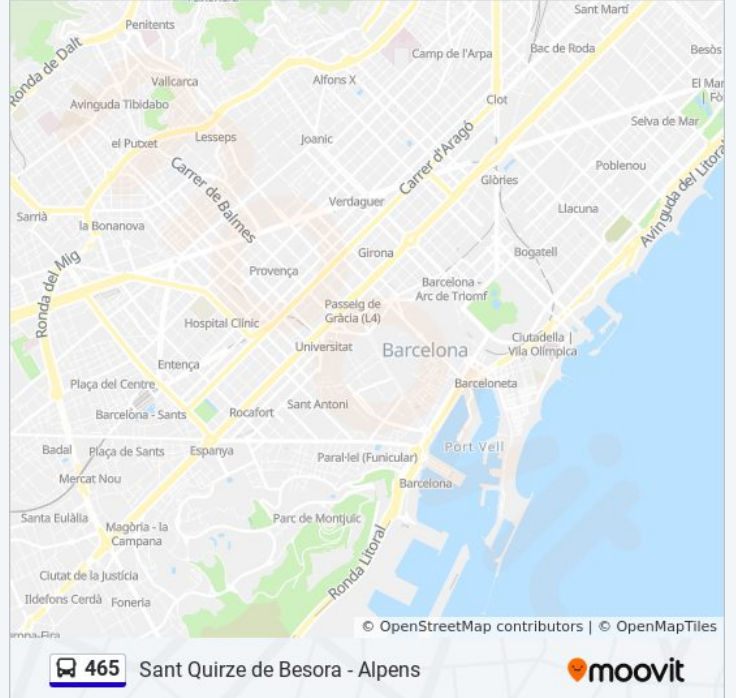 Sant Martí
Penitents
Ronda de Dalt
Camp de l'Arpa
Bac de Roda
Besòs
Vallcarca
Alfons X
El Mar
| Fò
Avinguda Tibidabo
Clot
Selva de Mar
el Putxet
Lesseps
Joanic
Carrer d'Aragó
Poblenou
Carrer de Balmes
Glòries
Avinguda del Litoral
Verdaguer
Llacuna
Sarrià
la Bonanova
Girona
Bogatell
Ronda del Mig
Provença
Barcelona -
Arc de Triomf
Passeig de
Gràcia (L4)
Hospital Clínic
Universitat
Barcelona
Ciutadella |
Vila Olímpica
Entença
Plaça del Centre
Barceloneta
Sant Antoni
Barcelona - Sants
Rocafort
Badal
Plaça de Sants
Espanya
Port Vell
Paral·lel (Funicular)
Mercat Nou
Barcelona
Santa Eulàlia
Magòria - la
Campana
Parc de Montjuïc
Ronda Litoral
Ciutat de la Justícia
Ildefons Cerdà
Foneria
ropa-Fira
© OpenStreetMap contributors | © OpenMapTiles
465 Sant Quirze de Besora - Alpens
moovit